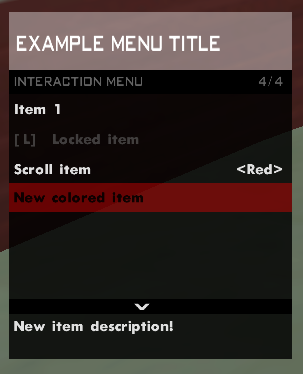 EXAMPLE MENU TITLE
INTERACTION MENU 4/4
Item 1
[L] Locked item
Scroll item <Red>
New colored item
New item description!